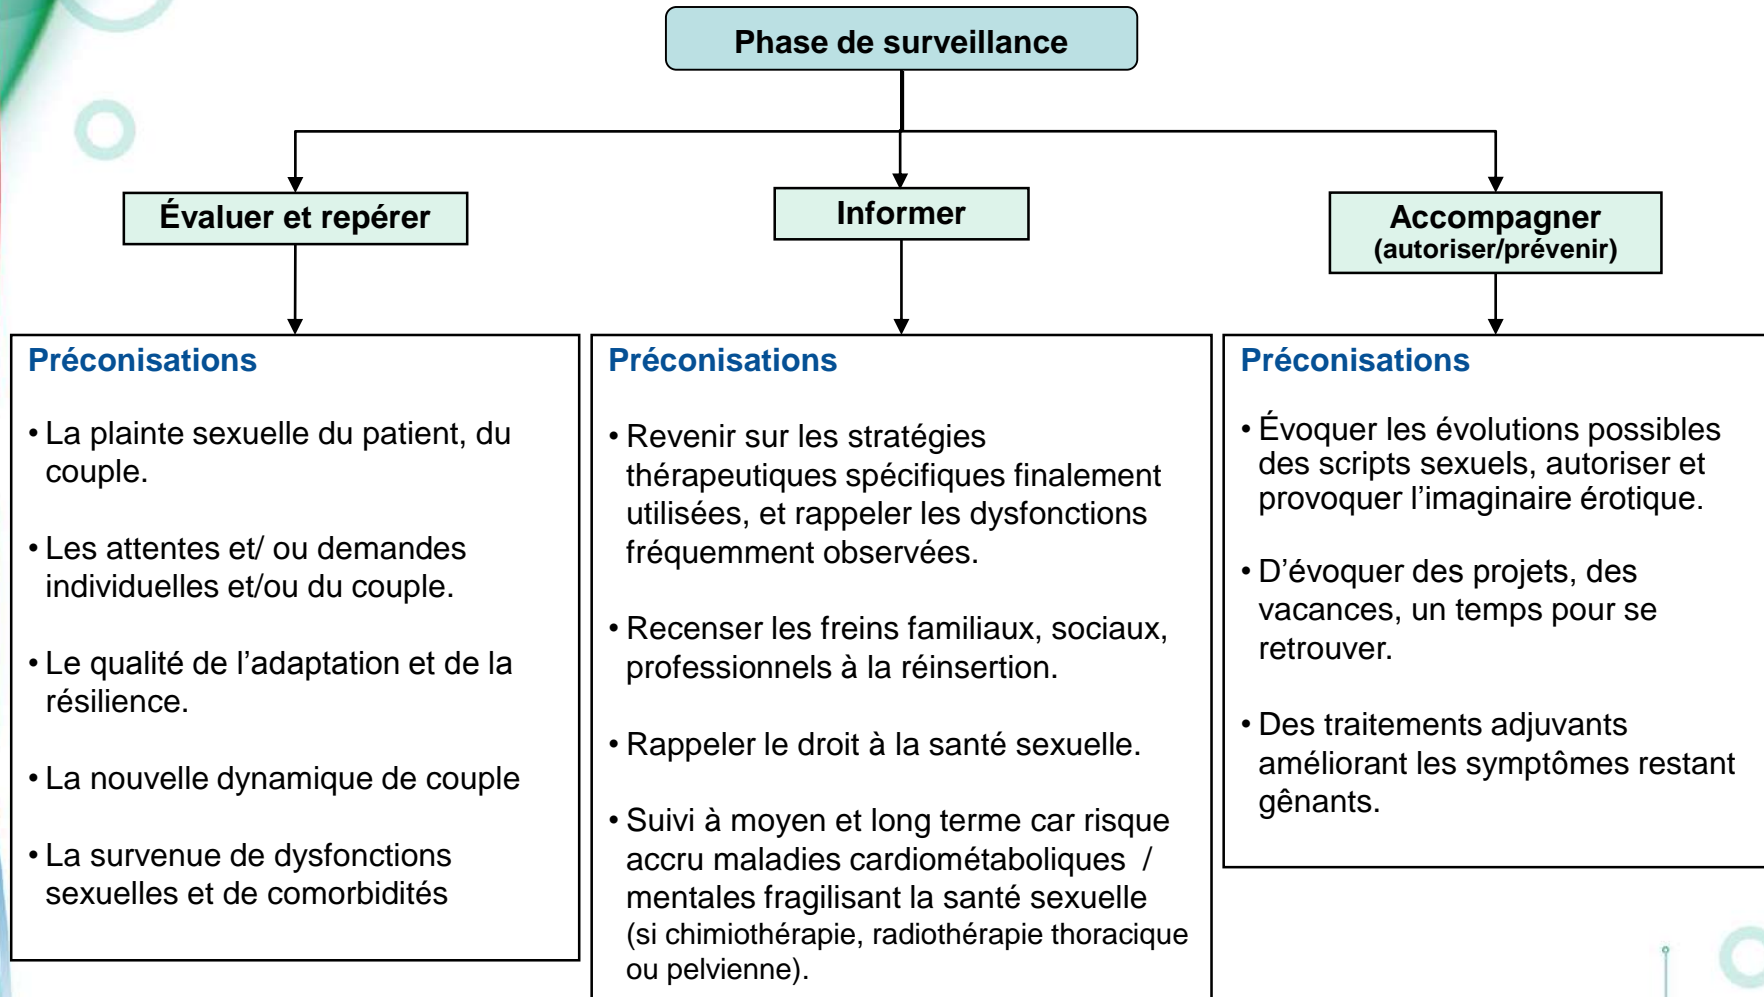 Phase de surveillance
Évaluer et repérer
Informer
Accompagner
(autoriser/prévenir)
Préconisations
• La plainte sexuelle du patient, du
couple.
• Les attentes et/ ou demandes
individuelles et/ou du couple.
• Le qualité de l’adaptation et de la
résilience.
• La nouvelle dynamique de couple
• La survenue de dysfonctions
sexuelles et de comorbidités
Préconisations
• Revenir sur les stratégies
thérapeutiques spécifiques finalement
utilisées, et rappeler les dysfonctions
fréquemment observées.
• Recenser les freins familiaux, sociaux,
professionnels à la réinsertion.
• Rappeler le droit à la santé sexuelle.
• Suivi à moyen et long terme car risque
accru maladies cardiométaboliques /
mentales fragilisant la santé sexuelle
(si chimiothérapie, radiothérapie thoracique
ou pelvienne).
Préconisations
• Évoquer les évolutions possibles
des scripts sexuels, autoriser et
provoquer l’imaginaire érotique.
• D’évoquer des projets, des
vacances, un temps pour se
retrouver.
• Des traitements adjuvants
améliorant les symptômes restant
gênants.